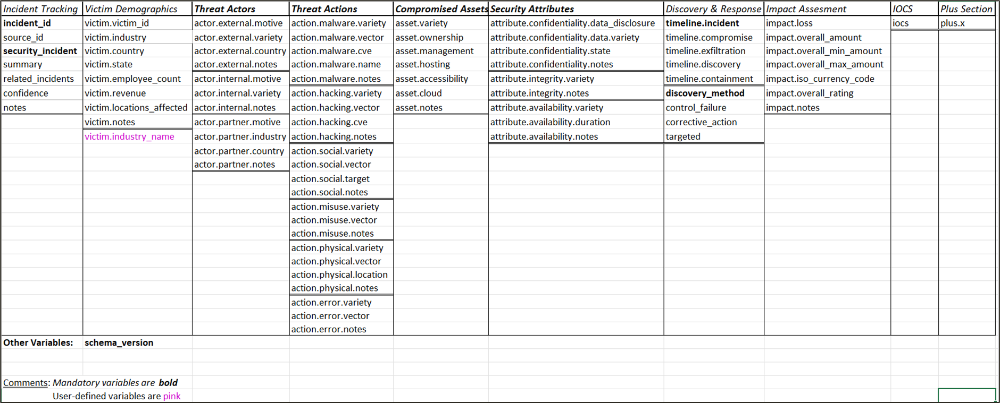 Incident Tracking Victim Demographics Threat Actors Threat Actions Compromised Assets Security Attributes Discovery & Response Impact Assesment IOCS Plus Section
incident_id victim.victim_id actor.external.motive action.malware.variety asset.variety attribute.confidentiality.data_disclosure timeline.incident impact.loss iocs plus.x
source_id victim.industry actor.external.variety action.malware.vector asset.ownership attribute.confidentiality.data.variety timeline.compromise impact.overall_amount
security_incident victim.country actor.external.country action.malware.cve asset.management attribute.confidentiality.state timeline.exfiltration impact.overall_min_amount
summary victim.state actor.external.notes action.malware.name asset.hosting attribute.confidentiality.notes timeline.discovery impact.overall_max_amount
related_incidents victim.employee_count actor.internal.motive action.malware.notes asset.accessibility attribute.integrity.variety timeline.containment impact.iso_currency_code
confidence victim.revenue actor.internal.variety action.hacking.variety asset.cloud attribute.integrity.notes discovery_method impact.overall_rating
notes victim.locations_affected actor.internal.notes action.hacking.vector asset.notes attribute.availability.variety control_failure impact.notes
victim.notes actor.partner.motive action.hacking.cve attribute.availability.duration corrective_action
victim.industry_name actor.partner.industry action.hacking.notes attribute.availability.notes targeted
actor.partner.country action.social.variety
actor.partner.notes action.social.vector
action.social.target
action.social.notes
action.misuse.variety
action.misuse.vector
action.misuse.notes
action.physical.variety
action.physical.vector
action.physical.location
action.physical.notes
action.error.variety
action.error.vector
action.error.notes
Other Variables: schema_version
Comments: Mandatory variables are bold
User-defined variables are pink